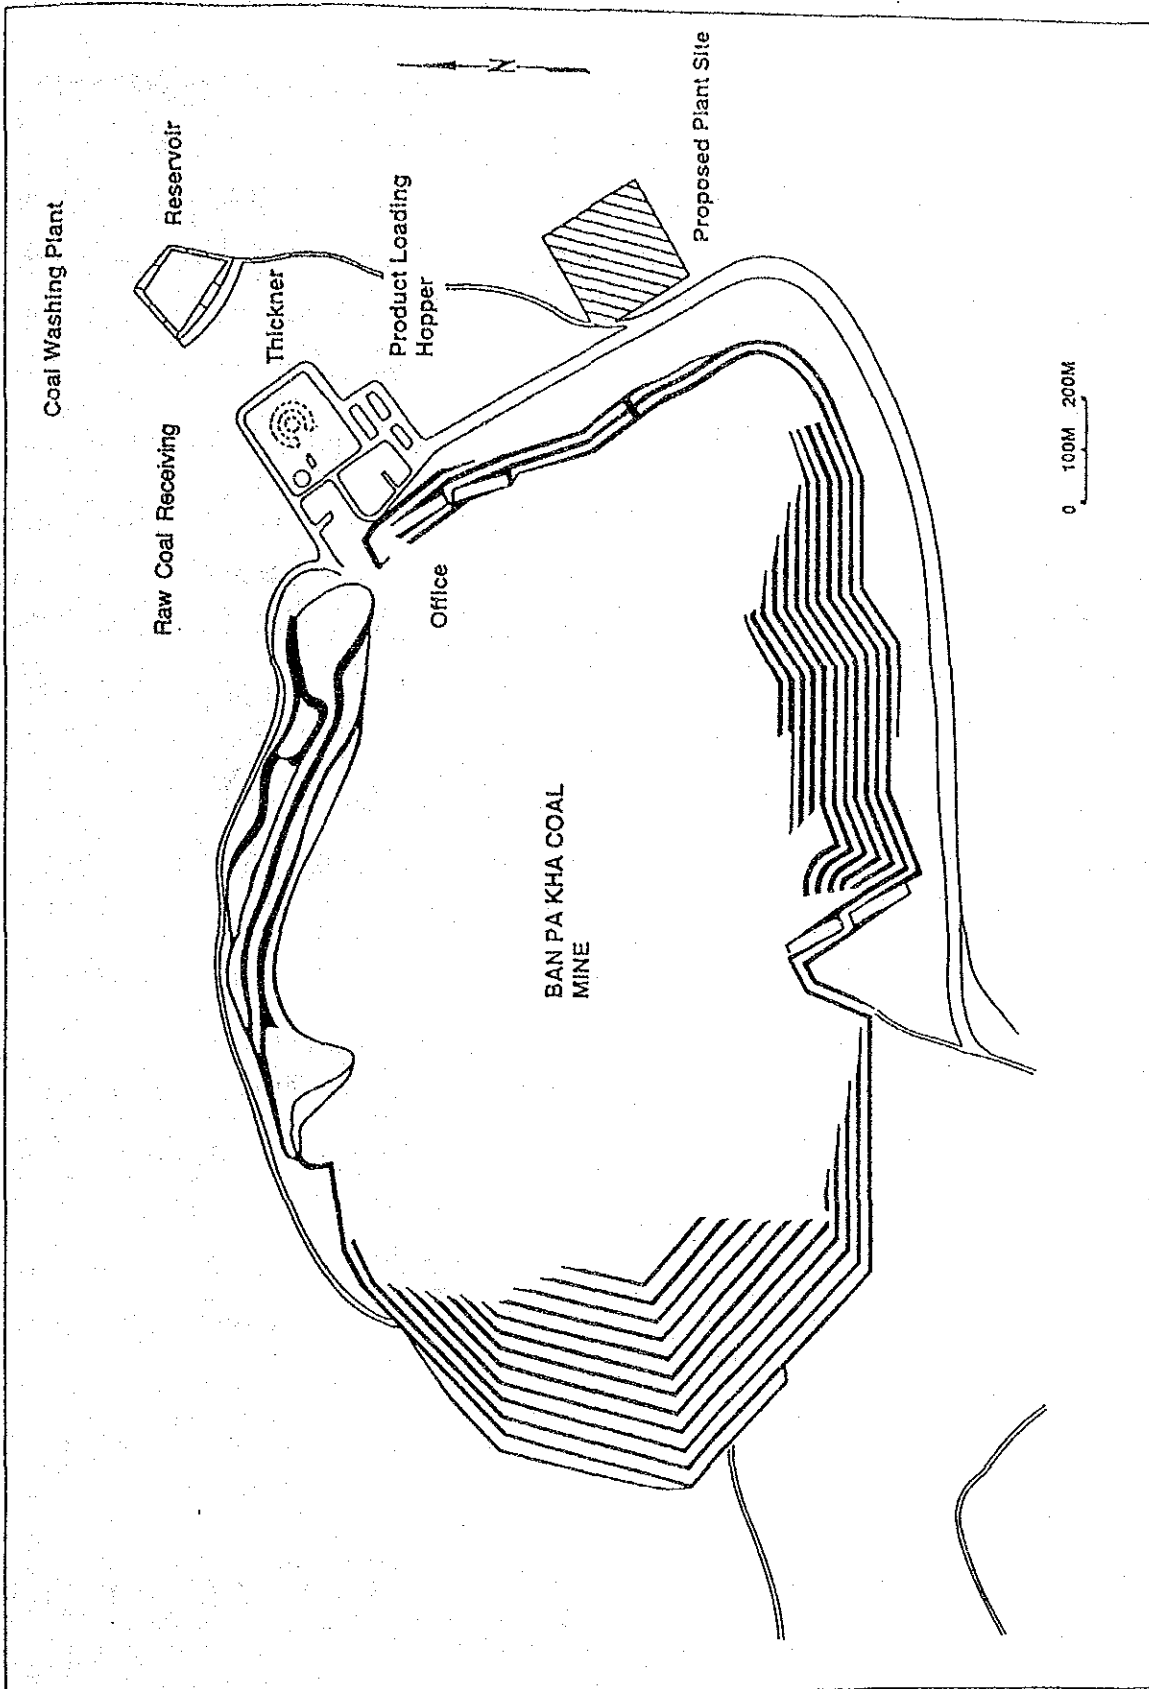 Coal Washing Plant
Reservoir
Thickner
Raw Coal Receiving
Product Loading
Hopper
Office
N
Proposed Plant Site
BAN PA KHA COAL
MINE
0 100M 200M